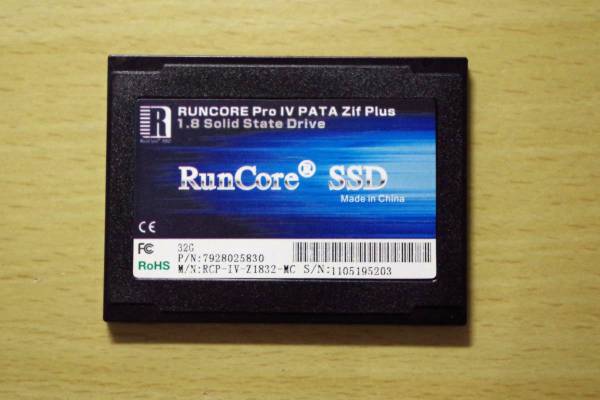 R
RUNCORE Pro IV PATA Zif Plus
1.8 Solid State Drive
RunCore® SSD
Made in China
CE
FC
RoHS
32G
P/N:7928025830
M/N:RCP-IV-Z1832-MC S/N:1105195203